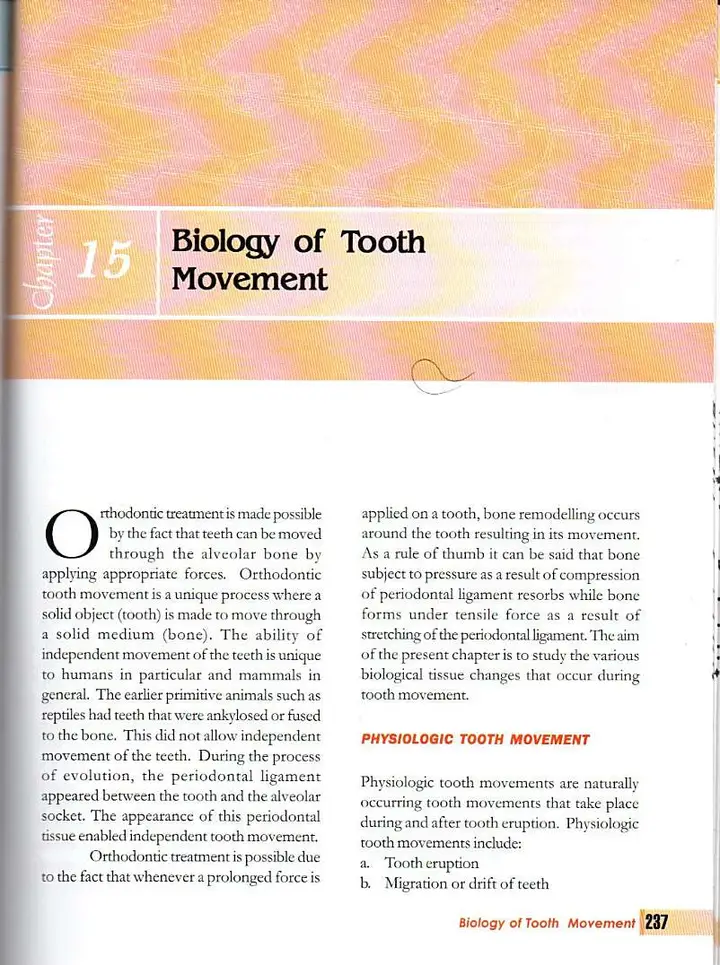 Chapter
15
Biology of Tooth
Movement
Orthodontic treatment is made possible
by the fact that teeth can be moved
through the alveolar bone by
applying appropriate forces. Orthodontic
tooth movement is a unique process where a
solid object (tooth) is made to move through
a solid medium (bone). The ability of
independent movement of the teeth is unique
to humans in particular and mammals in
general. The earlier primitive animals such as
reptiles had teeth that were ankylosed or fused
to the bone. This did not allow independent
movement of the teeth. During the process
of evolution, the periodontal ligament
appeared between the tooth and the alveolar
socket. The appearance of this periodontal
tissue enabled independent tooth movement.
Orthodontic treatment is possible due
to the fact that whenever a prolonged force is
applied on a tooth, bone remodelling occurs
around the tooth resulting in its movement.
As a rule of thumb it can be said that bone
subject to pressure as a result of compression
of periodontal ligament resorbs while bone
forms under tensile force as a result of
stretching of the periodontal ligament. The aim
of the present chapter is to study the various
biological tissue changes that occur during
tooth movement.
PHYSIOLOGIC TOOTH MOVEMENT
Physiologic tooth movements are naturally
occurring tooth movements that take place
during and after tooth eruption. Physiologic
tooth movements include:
a. Tooth eruption
b. Migration or drift of teeth
Biology of Tooth Movement 237